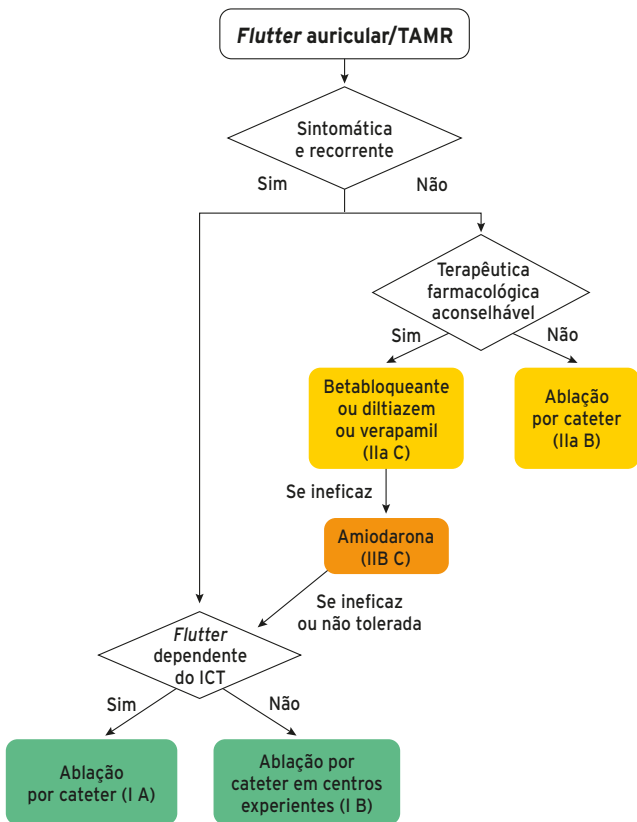 Flutter auricular/TAMR
Sintomática
e recorrente
Sim
Não
Terapêutica
farmacológica
aconselhável
Sim
Não
Betabloqueante
ou diltiazem
ou verapamil
(IIa C)
Ablação
por cateter
(IIa B)
Se ineficaz
Amiodarona
(IIB C)
Se ineficaz
ou não tolerada
Flutter
dependente
do ICT
Sim
Não
Ablação
por cateter (I A)
Ablação por
cateter em centros
experientes (I B)